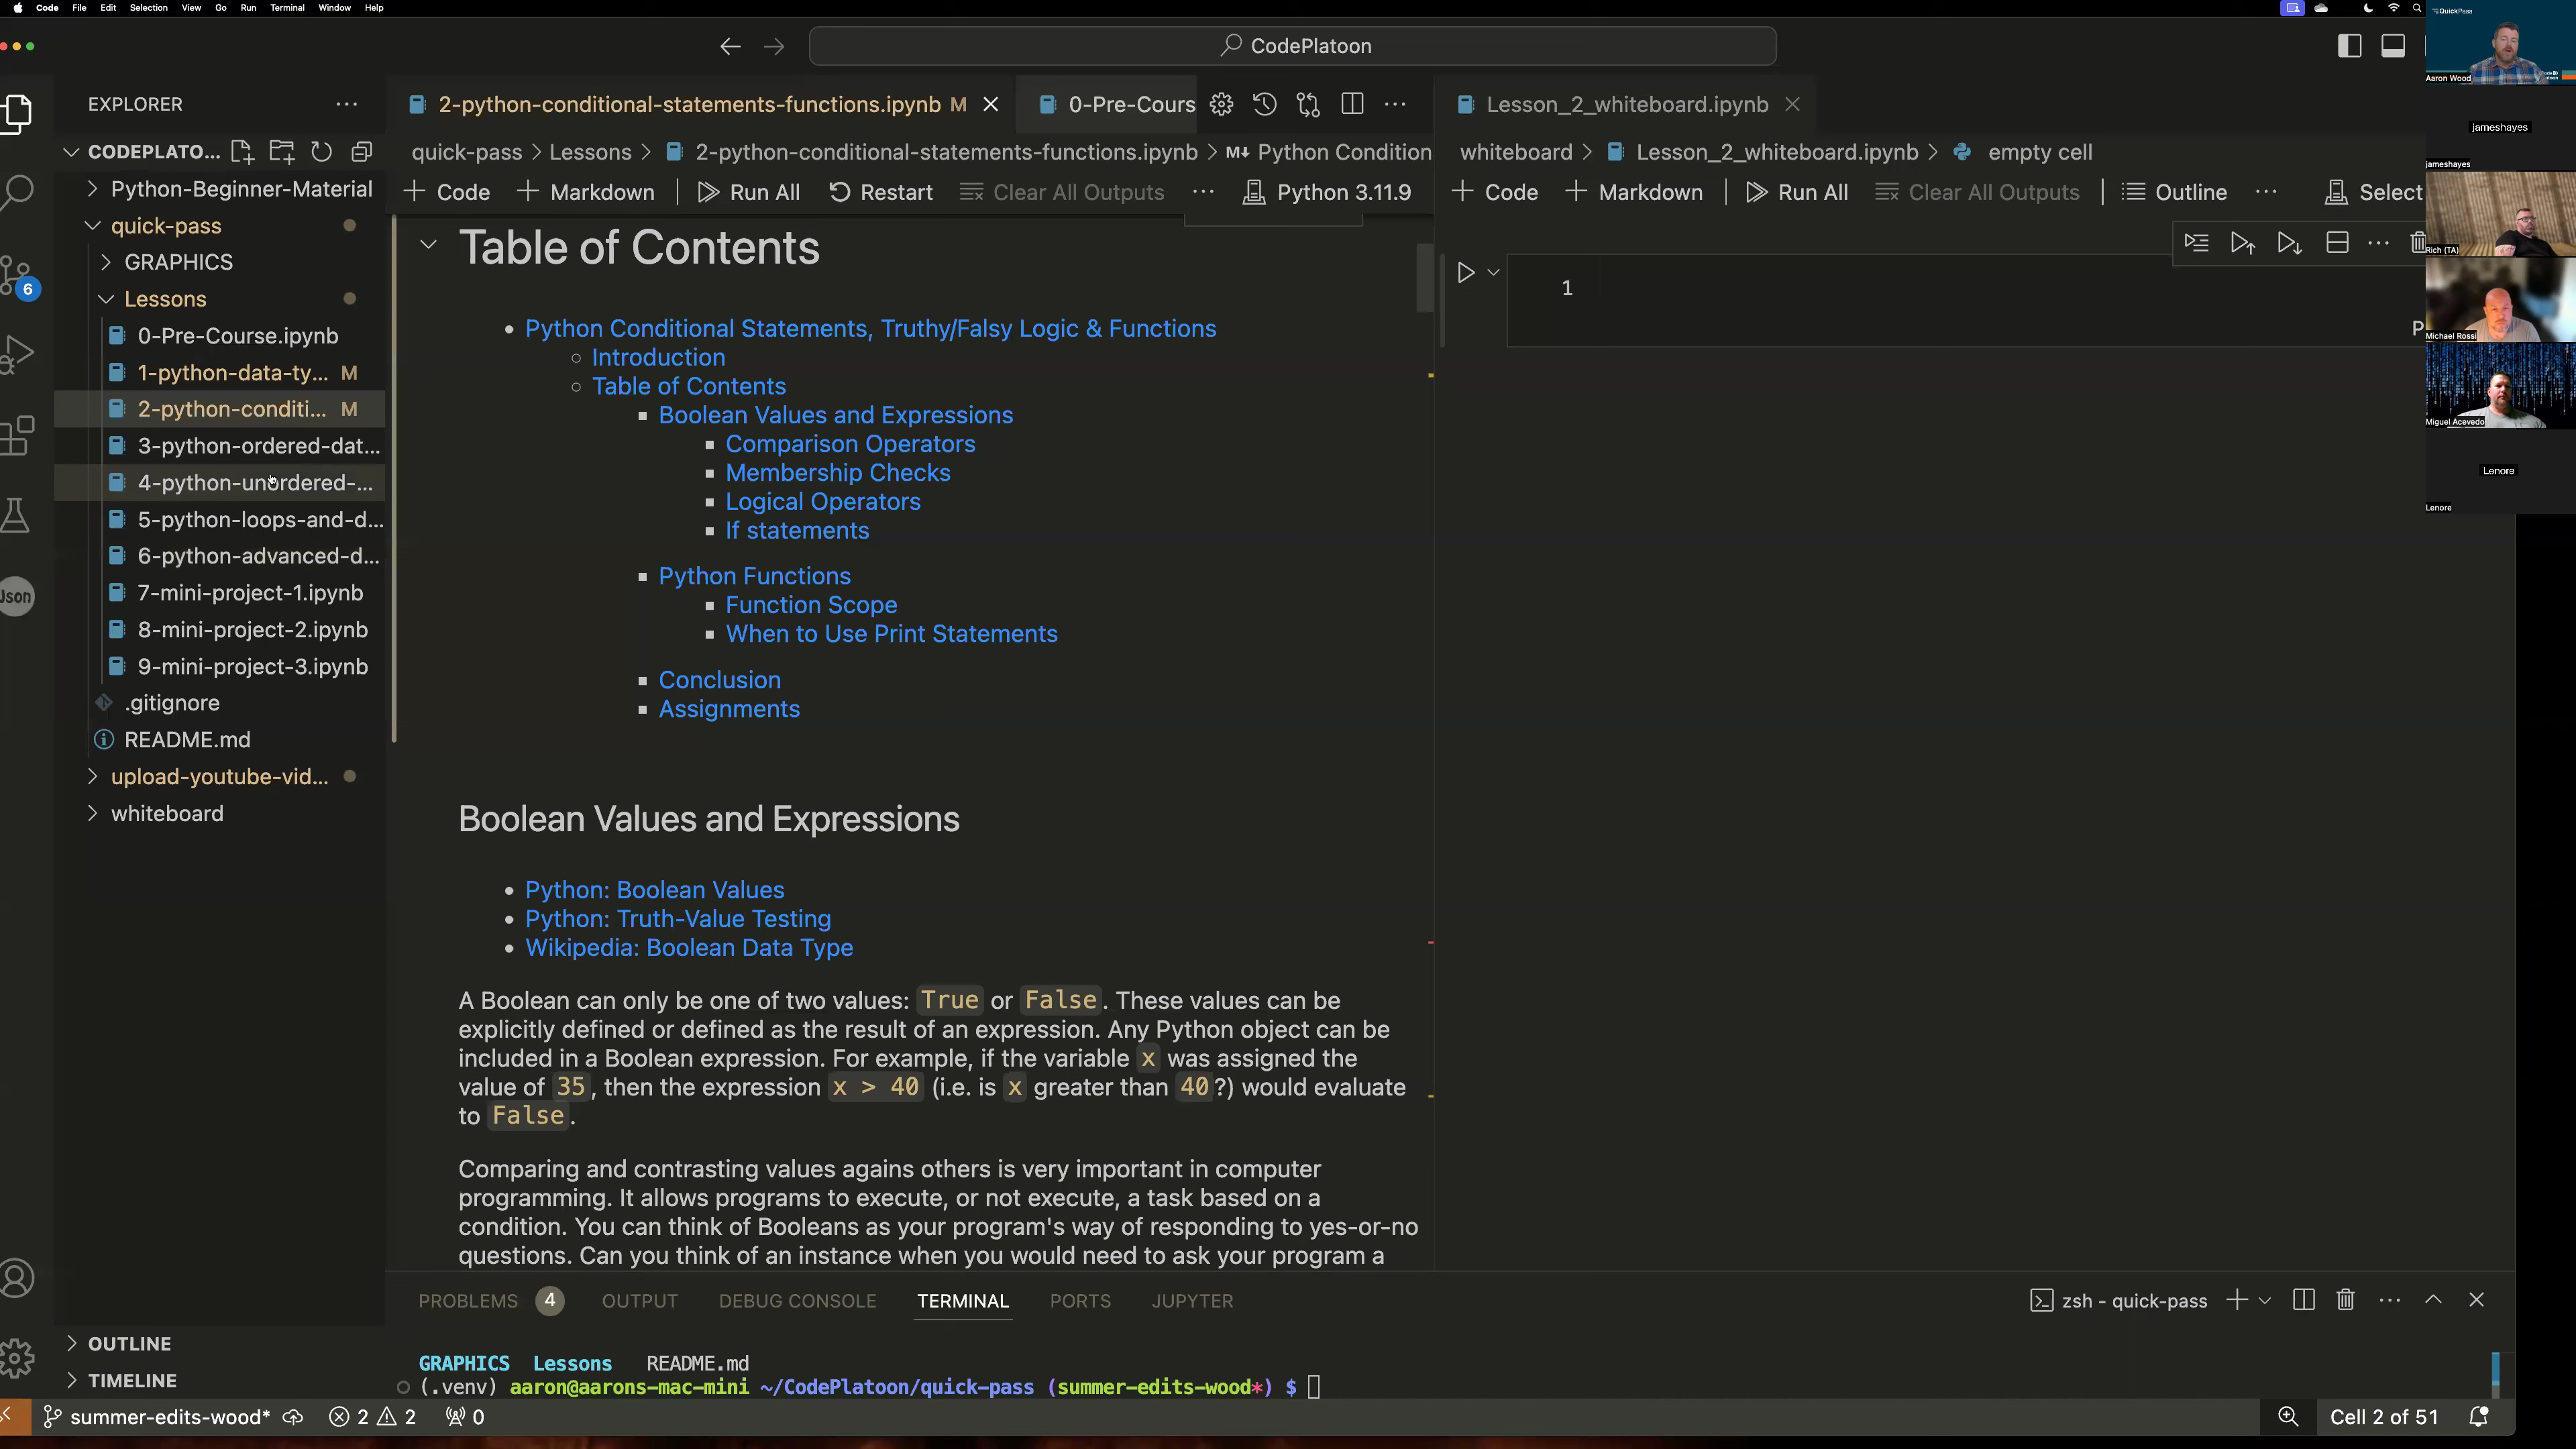 Code File Edit Selection View Go Run Terminal Window Help
CodePlatoon
QuickPass
Aaron Wood
jameshayes
jameshayes
Rich (TA)
Michael Rossi
Miguel Acevedo
Lenore
Lenore
EXPLORER
CODEPLATO...
Python-Beginner-Material
quick-pass
GRAPHICS
Lessons
0-Pre-Course.ipynb
1-python-data-ty... M
2-python-conditi... M
3-python-ordered-dat...
4-python-unordered-...
5-python-loops-and-d...
6-python-advanced-d...
7-mini-project-1.ipynb
8-mini-project-2.ipynb
9-mini-project-3.ipynb
.gitignore
README.md
upload-youtube-vid...
whiteboard
OUTLINE
TIMELINE
6
Json
2-python-conditional-statements-functions.ipynb M
0-Pre-Cours
quick-pass > Lessons > 2-python-conditional-statements-functions.ipynb > M↓ Python Condition
+ Code + Markdown Run All Restart Clear All Outputs ... Python 3.11.9
Table of Contents
Python Conditional Statements, Truthy/Falsy Logic & Functions
Introduction
Table of Contents
Boolean Values and Expressions
Comparison Operators
Membership Checks
Logical Operators
If statements
Python Functions
Function Scope
When to Use Print Statements
Conclusion
Assignments
Boolean Values and Expressions
Python: Boolean Values
Python: Truth-Value Testing
Wikipedia: Boolean Data Type
A Boolean can only be one of two values: True or False. These values can be
explicitly defined or defined as the result of an expression. Any Python object can be
included in a Boolean expression. For example, if the variable x was assigned the
value of 35, then the expression x > 40 (i.e. is x greater than 40?) would evaluate
to False.
Comparing and contrasting values agains others is very important in computer
programming. It allows programs to execute, or not execute, a task based on a
condition. You can think of Booleans as your program's way of responding to yes-or-no
questions. Can you think of an instance when you would need to ask your program a
Lesson_2_whiteboard.ipynb
whiteboard > Lesson_2_whiteboard.ipynb > empty cell
+ Code + Markdown Run All Clear All Outputs Outline ... Select
1
P
PROBLEMS 4 OUTPUT DEBUG CONSOLE TERMINAL PORTS JUPYTER
zsh - quick-pass
GRAPHICS Lessons README.md
(.venv) aaron@aarons-mac-mini ~/CodePlatoon/quick-pass (summer-edits-wood*) $
summer-edits-wood* 2 2 0
Cell 2 of 51